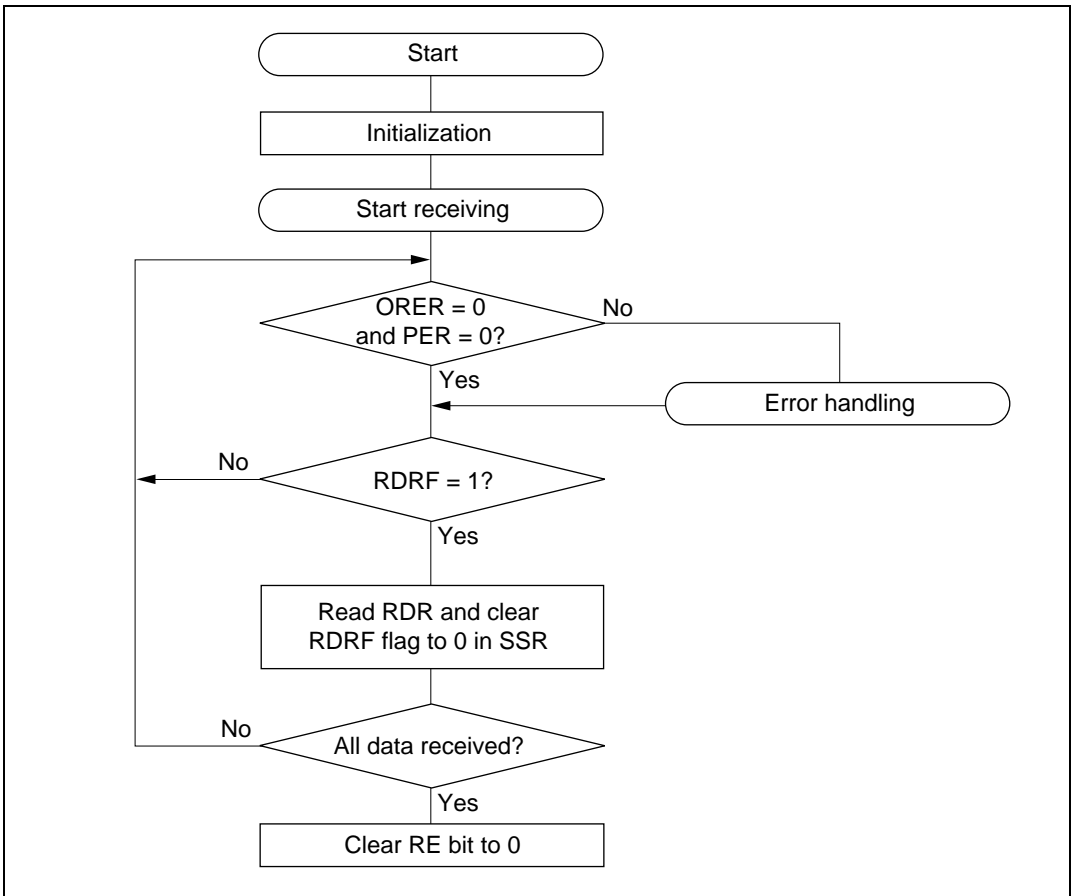 Start
Initialization
Start receiving
ORER = 0
and PER = 0?
No
Yes
Error handling
No
RDRF = 1?
Yes
Read RDR and clear
RDRF flag to 0 in SSR
No
All data received?
Yes
Clear RE bit to 0